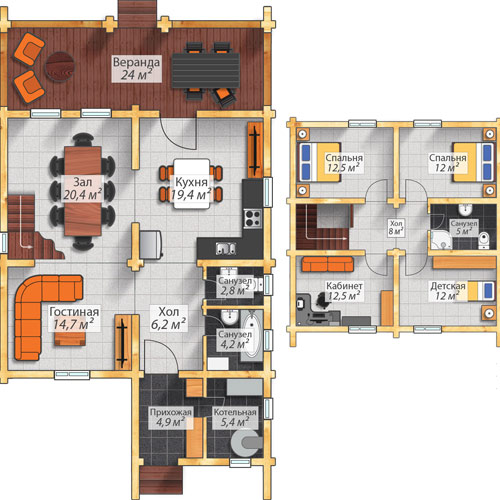 Веранда
24 м²
Зал
20,4 м²
Кухня
19,4 м²
Гостиная
14,7 м²
Хол
6,2 м²
Санузел
2,8 м²
Санузел
4,2 м²
Прихожая
4,9 м²
Котельная
5,4 м²
Спальня
12,5 м²
Спальня
12 м²
Хол
8 м²
Санузел
5 м²
Кабинет
12,5 м²
Детская
12 м²